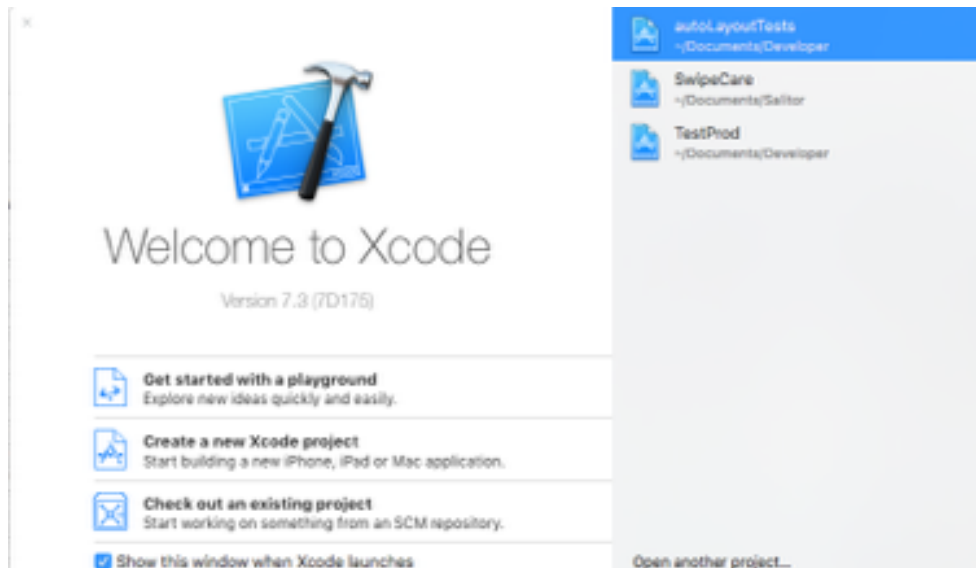 Welcome to Xcode
Version 7.3 (7D175)
Get started with a playground
Explore new ideas quickly and easily.
Create a new Xcode project
Start building a new iPhone, iPad or Mac application.
Check out an existing project
Start working on something from an SCM repository.
Show this window when Xcode launches
autoLayoutTests
~/Documents/Developer
SwipeCare
~/Documents/Salitor
TestProd
~/Documents/Developer
Open another project...